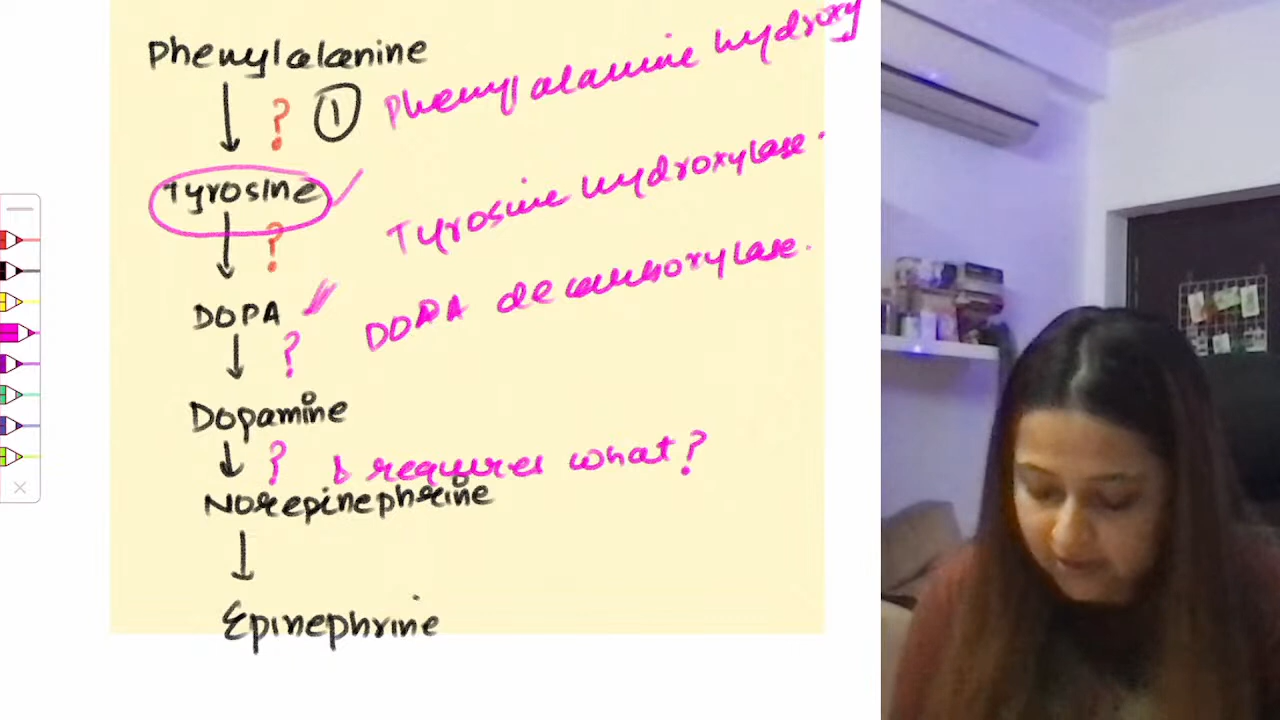 Phenylalanine
? ① Phenylalanine hydroxy
Tyrosine
? Tyrosine hydroxylase.
DOPA
? DOPA decarboxylase.
Dopamine
? & requires what?
Norepinephrine
Epinephrine